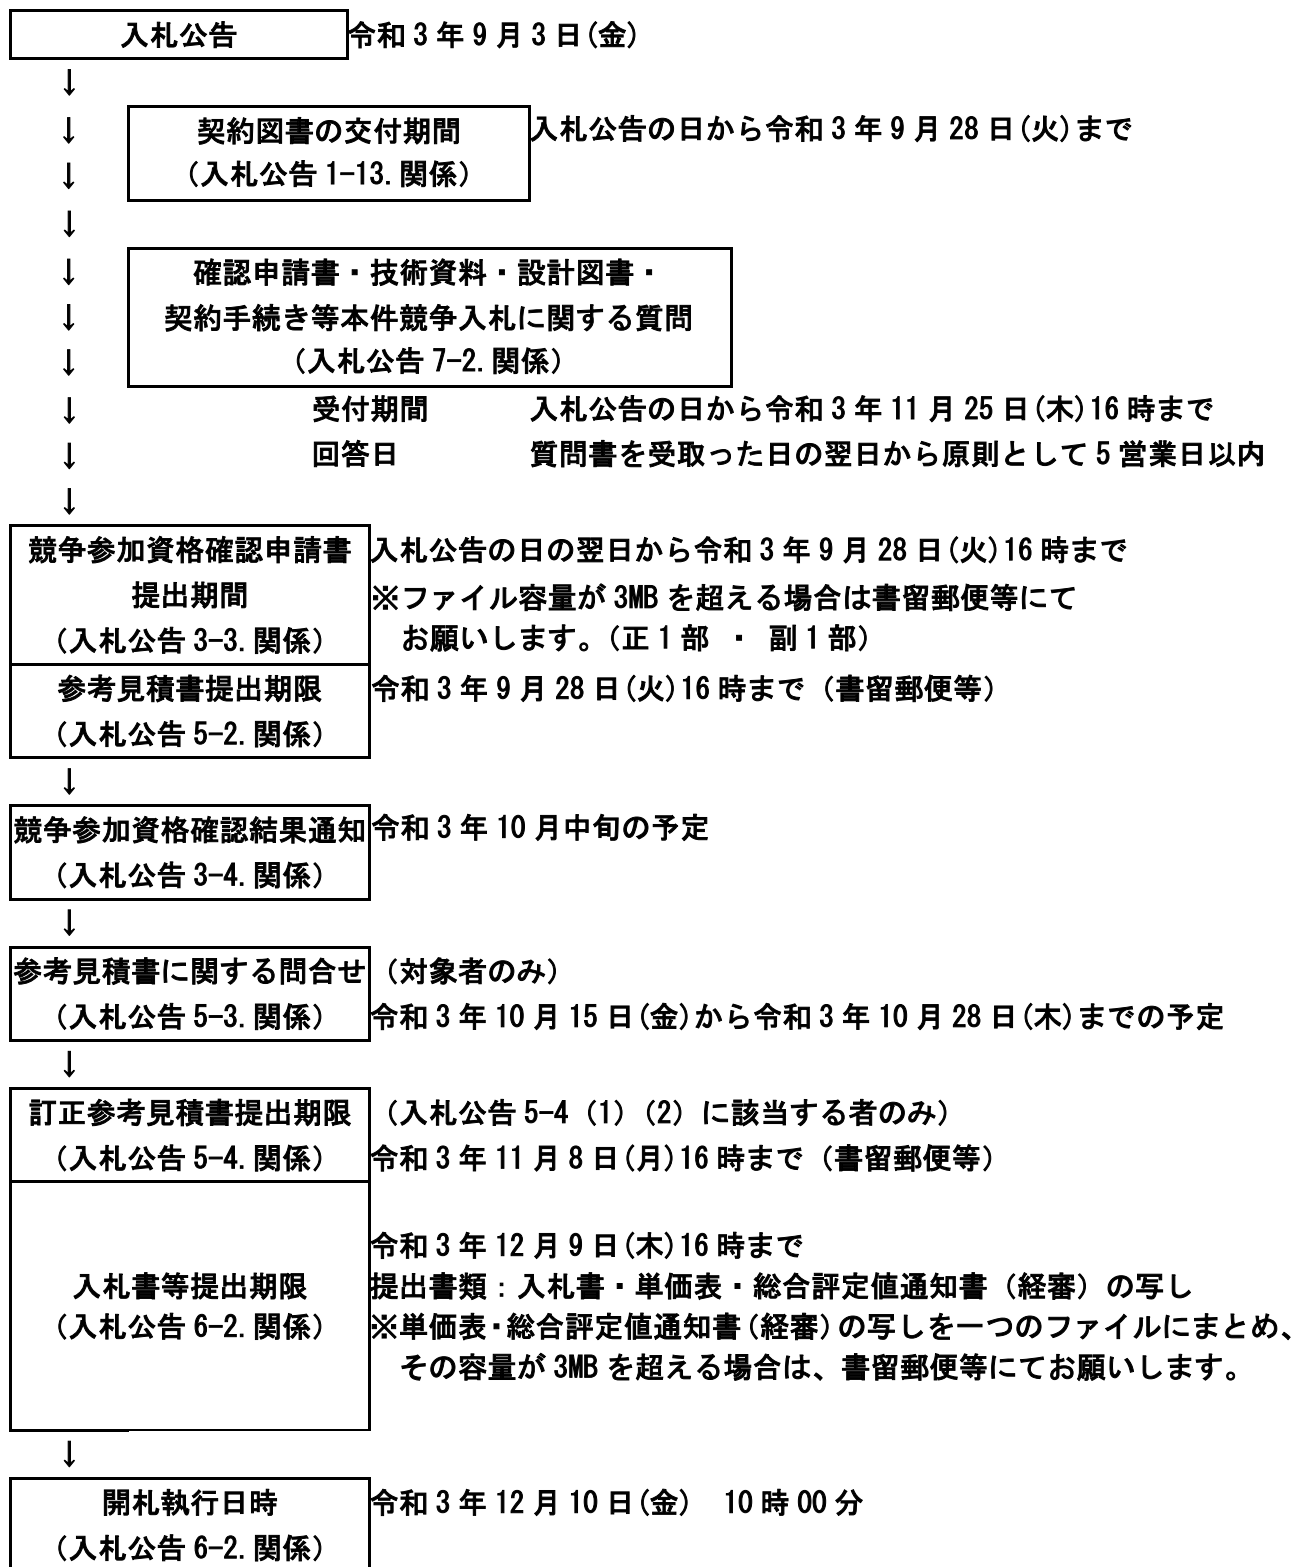 入札公告 令和3年9月3日(金)
↓
↓ 契約図書の交付期間 入札公告の日から令和3年9月28日(火)まで
↓ (入札公告1-13.関係)
↓
↓ 確認申請書・技術資料・設計図書・
↓ 契約手続き等本件競争入札に関する質問
↓ (入札公告7-2.関係)
↓ 受付期間 入札公告の日から令和3年11月25日(木)16時まで
↓ 回答日 質問書を受取った日の翌日から原則として5営業日以内
↓
競争参加資格確認申請書 入札公告の日の翌日から令和3年9月28日(火)16時まで
提出期間 ※ファイル容量が3MBを超える場合は書留郵便等にて
(入札公告3-3.関係) お願いします。(正1部 ・ 副1部)
参考見積書提出期限 令和3年9月28日(火)16時まで(書留郵便等)
(入札公告5-2.関係)
↓
競争参加資格確認結果通知 令和3年10月中旬の予定
(入札公告3-4.関係)
↓
参考見積書に関する問合せ (対象者のみ)
(入札公告5-3.関係) 令和3年10月15日(金)から令和3年10月28日(木)までの予定
↓
訂正参考見積書提出期限 (入札公告5-4(1)(2)に該当する者のみ)
(入札公告5-4.関係) 令和3年11月8日(月)16時まで(書留郵便等)
令和3年12月9日(木)16時まで
入札書等提出期限 提出書類:入札書・単価表・総合評定値通知書(経審)の写し
(入札公告6-2.関係) ※単価表・総合評定値通知書(経審)の写しを一つのファイルにまとめ、
その容量が3MBを超える場合は、書留郵便等にてお願いします。
↓
開札執行日時 令和3年12月10日(金) 10時00分
(入札公告6-2.関係)